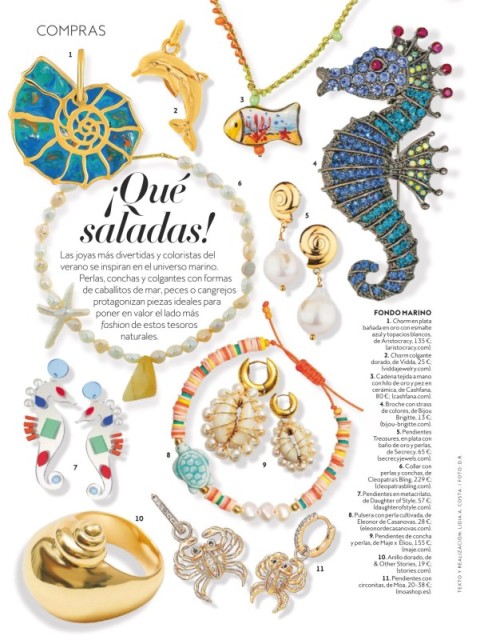 COMPRAS
1
2
3
4
5
6
¡Qué
saladas!
Las joyas más divertidas y coloristas del
verano se inspiran en el universo marino.
Perlas, conchas y colgantes con formas
de caballitos de mar, peces o cangrejos
protagonizan piezas ideales para
poner en valor el lado más
fashion de estos tesoros
naturales.
7
8
9
10
11
FONDO MARINO
1. Charm en plata
bañada en oro con esmalte
azul y topacios blancos,
de Aristocracy, 135 €;
(aristocracy.com).
2. Charm colgante
dorado, de Vidda, 25 €;
(viddajewelry.com).
3. Cadena tejida a mano
con hilo de oro y pez en
cerámica, de Cashfana,
80 €; (cashfana.com).
4. Broche con strass
de colores, de Bijou
Brigitte, 13 €;
(bijou-brigitte.com).
5. Pendientes
Treasures, en plata con
baño de oro y perlas,
de Secrecy, 65 €;
(secrecyjewels.com).
6. Collar con
perlas y conchas, de
Cleopatra's Bling, 229 €;
(cleopatrasbling.com).
7. Pendientes en metacrilato,
de Daughter of Style, 57 €;
(daughterofstyle.com).
8. Pulsera con perla cultivada, de
Eleonor de Casanovas, 28 €;
(eleonordecasanovas.com).
9. Pendientes de concha
y perlas, de Maje x Élios, 155 €;
(maje.com).
10. Anillo dorado, de
& Other Stories, 19 €;
(stories.com).
11. Pendientes con
circonitas, de Moa, 20-38 €;
(moashop.es).
TEXTO Y REALIZACIÓN: LIDIA A. COSTA. / FOTO: D.R.